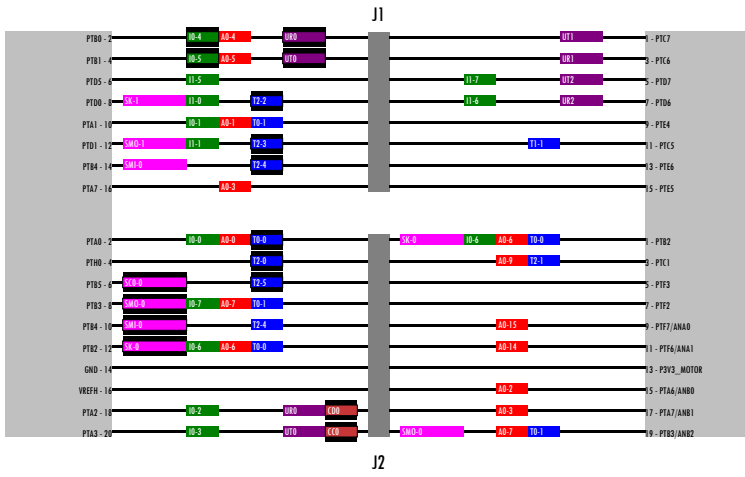 J1
PTB0 - 2 I0-4 A0-4 UR0 UT1 1 - PTC7
PTB1 - 4 I0-5 A0-5 UT0 UR1 3 - PTC6
PTD5 - 6 I1-5 I1-7 UT2 5 - PTD7
PTD0 - 8 SK-1 I1-0 T2-2 I1-6 UR2 7 - PTD6
PTA1 - 10 I0-1 A0-1 T0-1 9 - PTE4
PTD1 - 12 SMO-1 I1-1 T2-3 T1-1 11 - PTC5
PTB4 - 14 SMI-0 T2-4 13 - PTE6
PTA7 - 16 A0-3 15 - PTE5
PTA0 - 2 I0-0 A0-0 T0-0 SK-0 I0-6 A0-6 T0-0 1 - PTB2
PTH0 - 4 T2-0 A0-9 T2-1 3 - PTC1
PTB5 - 6 SC0-0 T2-5 5 - PTF3
PTB3 - 8 SMO-0 I0-7 A0-7 T0-1 7 - PTF2
PTB4 - 10 SMI-0 T2-4 A0-15 9 - PTF7/ANA0
PTB2 - 12 SK-0 I0-6 A0-6 T0-0 A0-14 11 - PTF6/ANA1
GND - 14 13 - P3V3_MOTOR
VREFH - 16 A0-2 15 - PTA6/ANB0
PTA2 - 18 I0-2 UR0 CD0 A0-3 17 - PTA7/ANB1
PTA3 - 20 I0-3 UT0 CC0 SMO-0 A0-7 T0-1 19 - PTB3/ANB2
J2